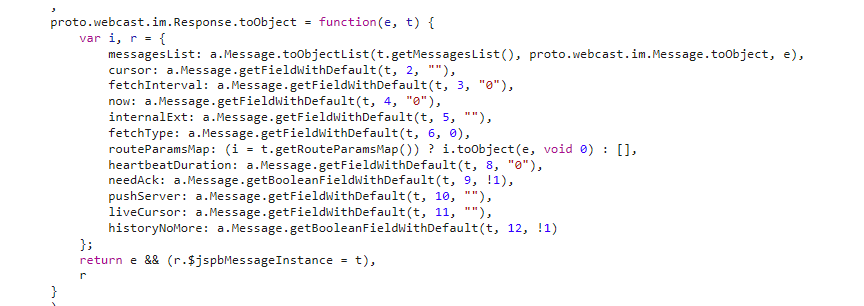 ,
proto.webcast.im.Response.toObject = function(e, t) {
var i, r = {
messagesList: a.Message.toObjectList(t.getMessagesList(), proto.webcast.im.Message.toObject, e),
cursor: a.Message.getFieldWithDefault(t, 2, ""),
fetchInterval: a.Message.getFieldWithDefault(t, 3, "0"),
now: a.Message.getFieldWithDefault(t, 4, "0"),
internalExt: a.Message.getFieldWithDefault(t, 5, ""),
fetchType: a.Message.getFieldWithDefault(t, 6, 0),
routeParamsMap: (i = t.getRouteParamsMap()) ? i.toObject(e, void 0) : [],
heartbeatDuration: a.Message.getFieldWithDefault(t, 8, "0"),
needAck: a.Message.getBooleanFieldWithDefault(t, 9, !1),
pushServer: a.Message.getFieldWithDefault(t, 10, ""),
liveCursor: a.Message.getFieldWithDefault(t, 11, ""),
historyNoMore: a.Message.getBooleanFieldWithDefault(t, 12, !1)
};
return e && (r.$jspbMessageInstance = t),
r
}